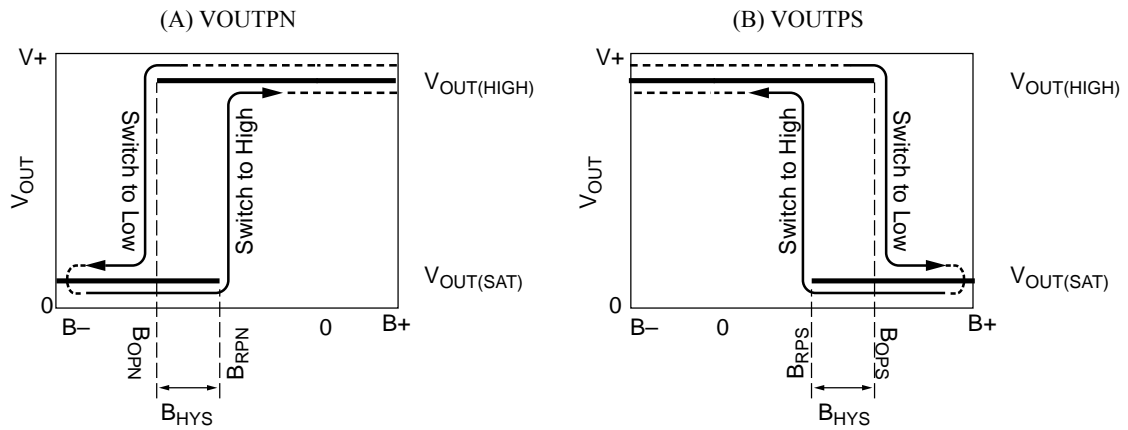 (A) VOUTPN
V+
Switch to Low
Switch to High
VOUT(HIGH)
VOUT
VOUT(SAT)
0
B–
0
B+
BOPN
BRPN
BHYS
(B) VOUTPS
V+
Switch to High
Switch to Low
VOUT(HIGH)
VOUT
VOUT(SAT)
0
B–
0
B+
BRPS
BOPS
BHYS